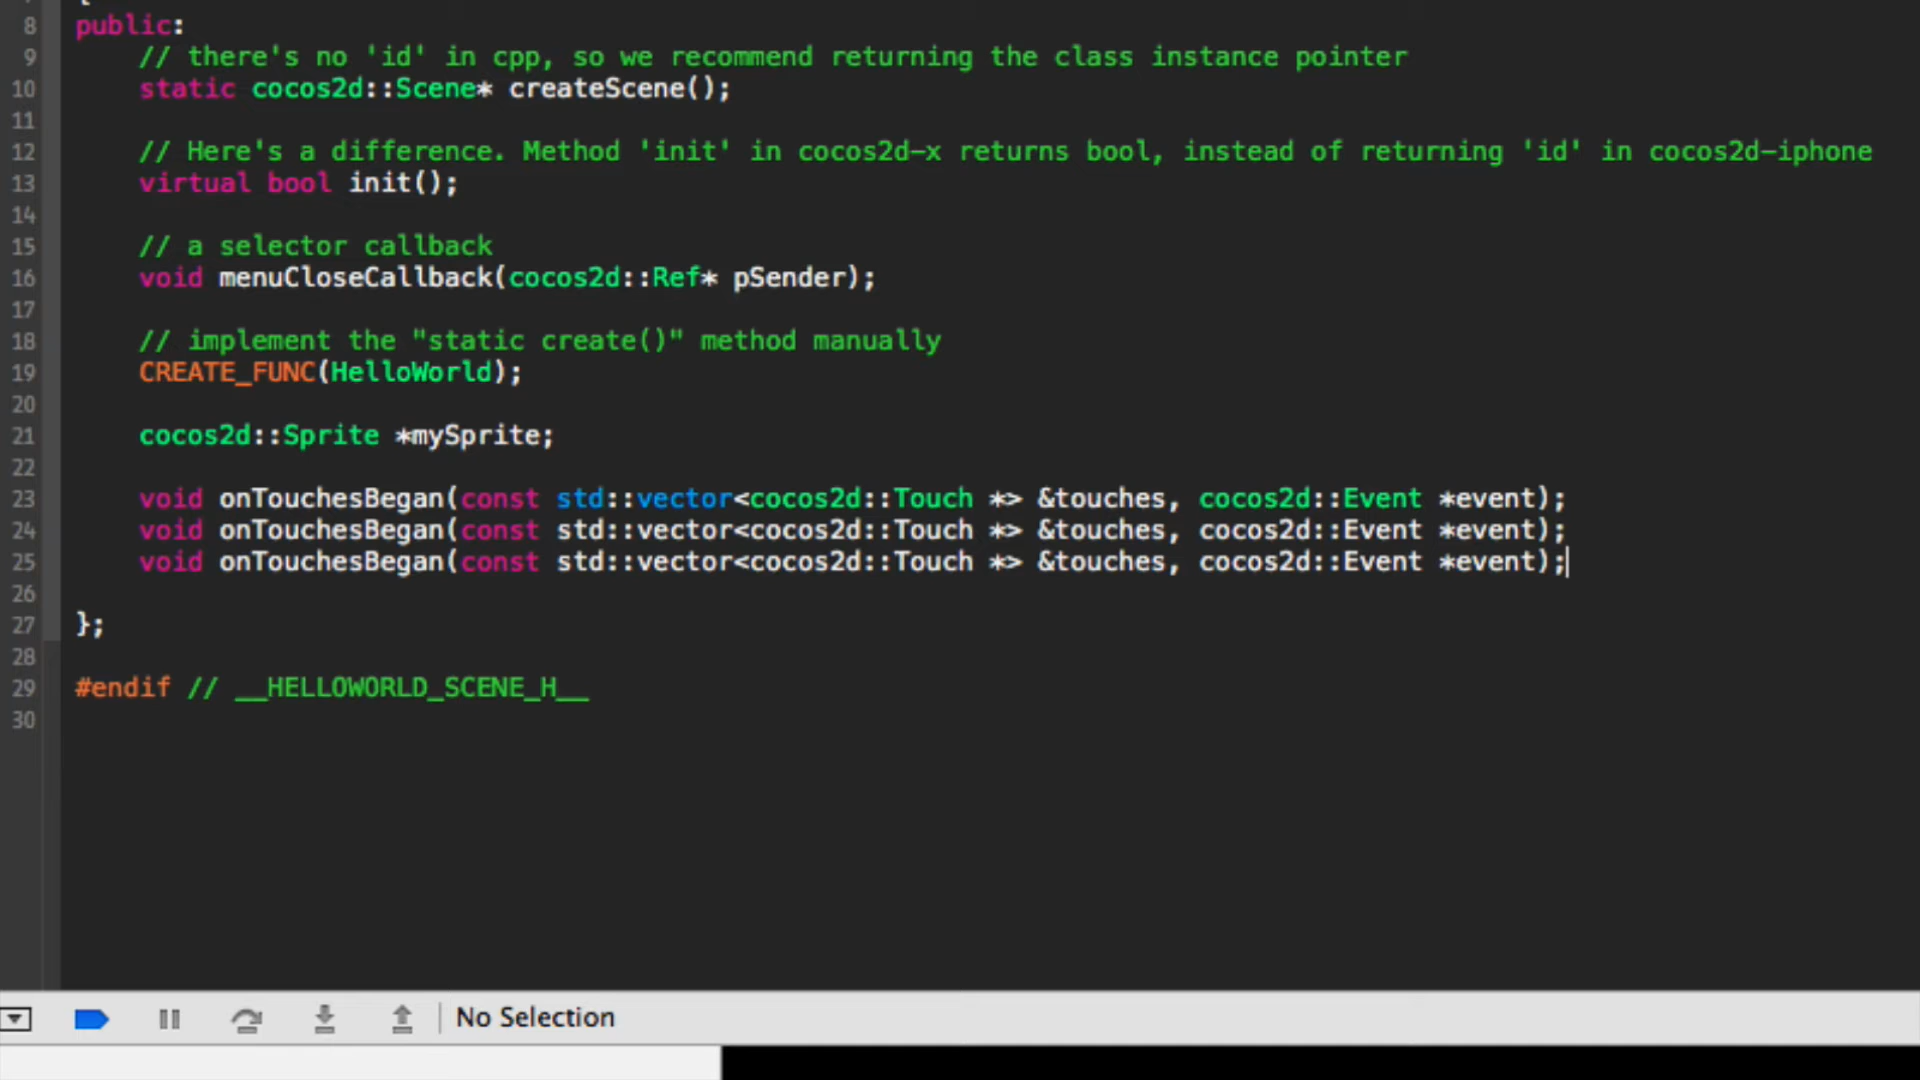 8 public:
9 // there's no 'id' in cpp, so we recommend returning the class instance pointer
10 static cocos2d::Scene* createScene();
11
12 // Here's a difference. Method 'init' in cocos2d-x returns bool, instead of returning 'id' in cocos2d-iphone
13 virtual bool init();
14
15 // a selector callback
16 void menuCloseCallback(cocos2d::Ref* pSender);
17
18 // implement the "static create()" method manually
19 CREATE_FUNC(HelloWorld);
20
21 cocos2d::Sprite *mySprite;
22
23 void onTouchesBegan(const std::vector<cocos2d::Touch *> &touches, cocos2d::Event *event);
24 void onTouchesBegan(const std::vector<cocos2d::Touch *> &touches, cocos2d::Event *event);
25 void onTouchesBegan(const std::vector<cocos2d::Touch *> &touches, cocos2d::Event *event);
26
27 };
28
29 #endif // __HELLOWORLD_SCENE_H__
30
No Selection